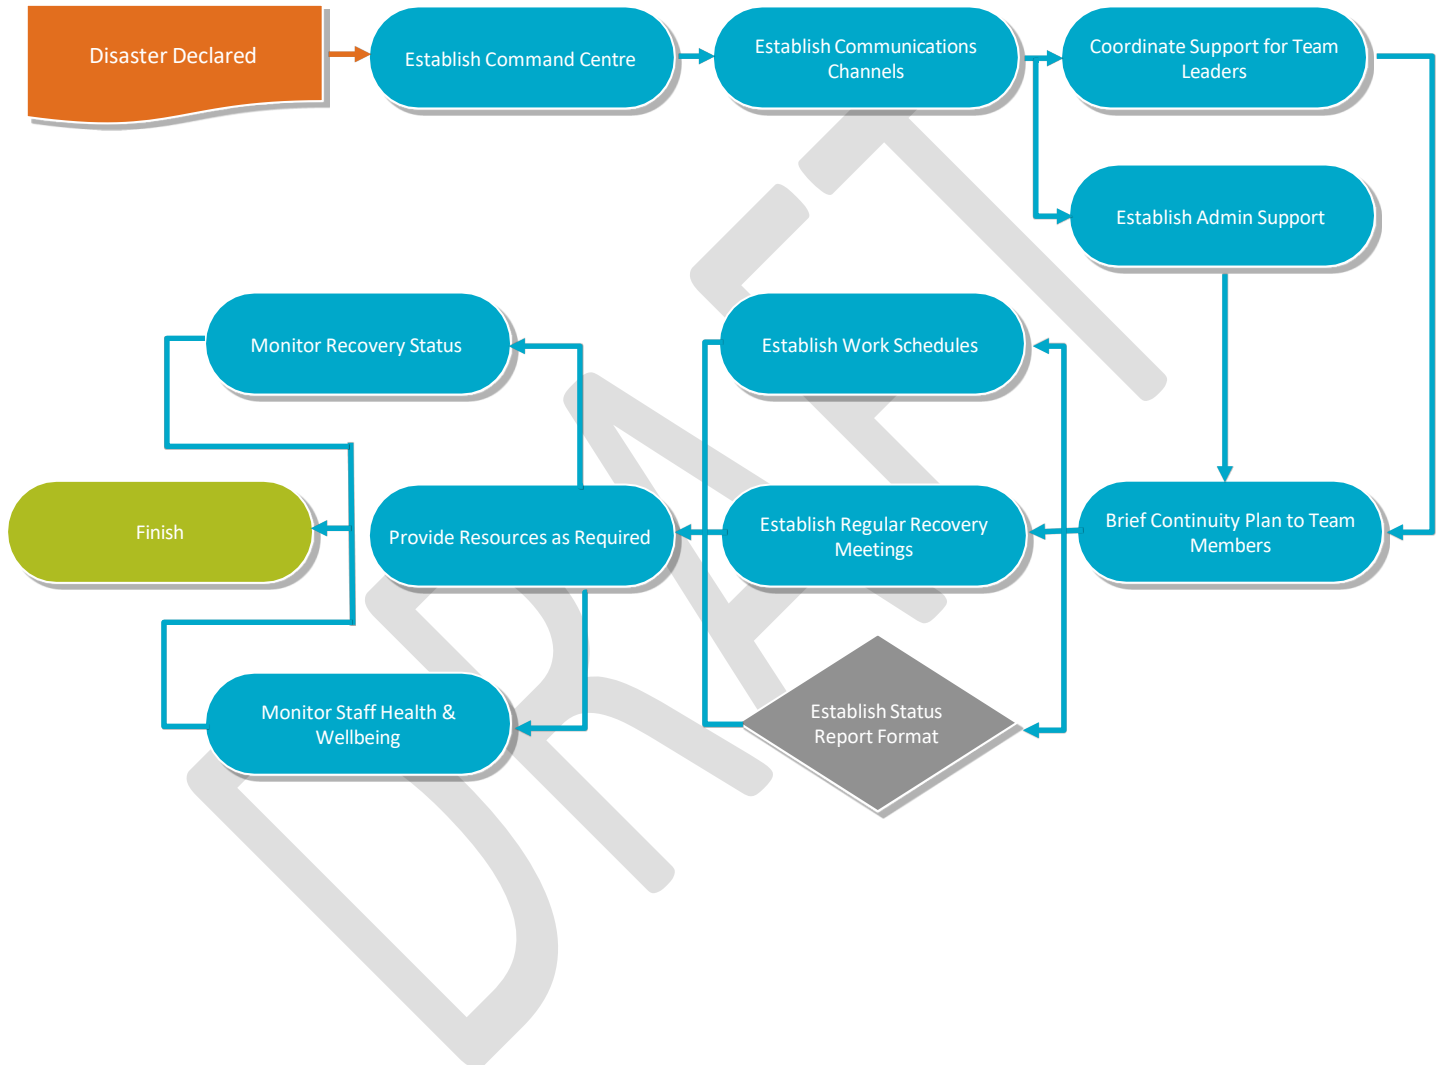 Disaster Declared
Establish Command Centre
Establish Communications
Channels
Coordinate Support for Team
Leaders
Establish Admin Support
Monitor Recovery Status
Establish Work Schedules
Finish
Provide Resources as Required
Establish Regular Recovery
Meetings
Brief Continuity Plan to Team
Members
Monitor Staff Health &
Wellbeing
Establish Status
Report Format
DRAFT